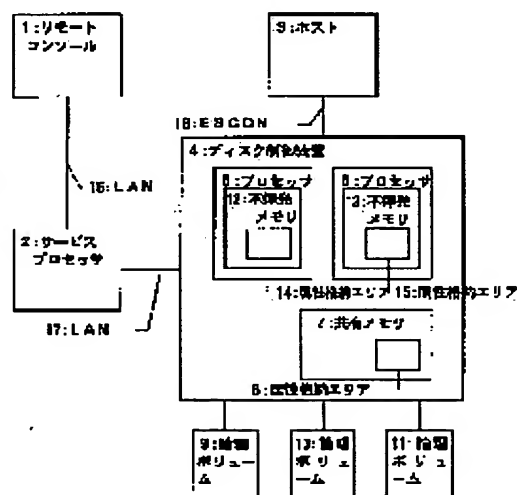 1:リモート
コンソール
3:ホスト
18:ESCON
4:ディスク制御装置
プロセッサ
12:不揮発
メモリ
プロセッサ
不揮発
メモリ
16:LAN
2:サービス
プロセッサ
14:属性格納エリア 15:属性格納エリア
17:LAN
共有メモリ
属性格納エリア
9:論理
ボリュー
ム
10:論理
ボリュ
ーム
11:論理
ボリュ
ーム